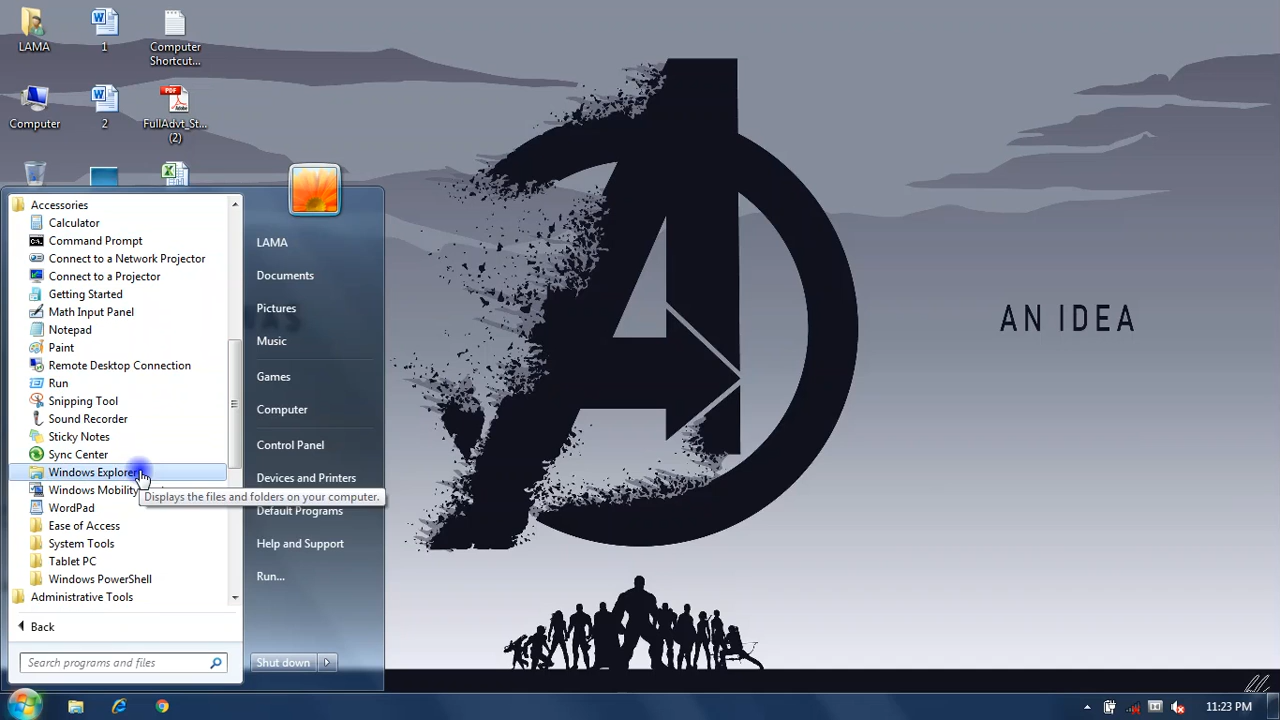 LAMA
1
Computer
Shortcut...
Computer
2
FullAdvt_St...
(2)
Accessories
Calculator
Command Prompt
Connect to a Network Projector
Connect to a Projector
Getting Started
Math Input Panel
Notepad
Paint
Remote Desktop Connection
Run
Snipping Tool
Sound Recorder
Sticky Notes
Sync Center
Windows Explorer
Windows Mobility
Displays the files and folders on your computer.
WordPad
Ease of Access
System Tools
Tablet PC
Windows PowerShell
Administrative Tools
Back
Search programs and files
LAMA
Documents
Pictures
Music
Games
Computer
Control Panel
Devices and Printers
Default Programs
Help and Support
Run...
Shut down
AN IDEA
11:23 PM